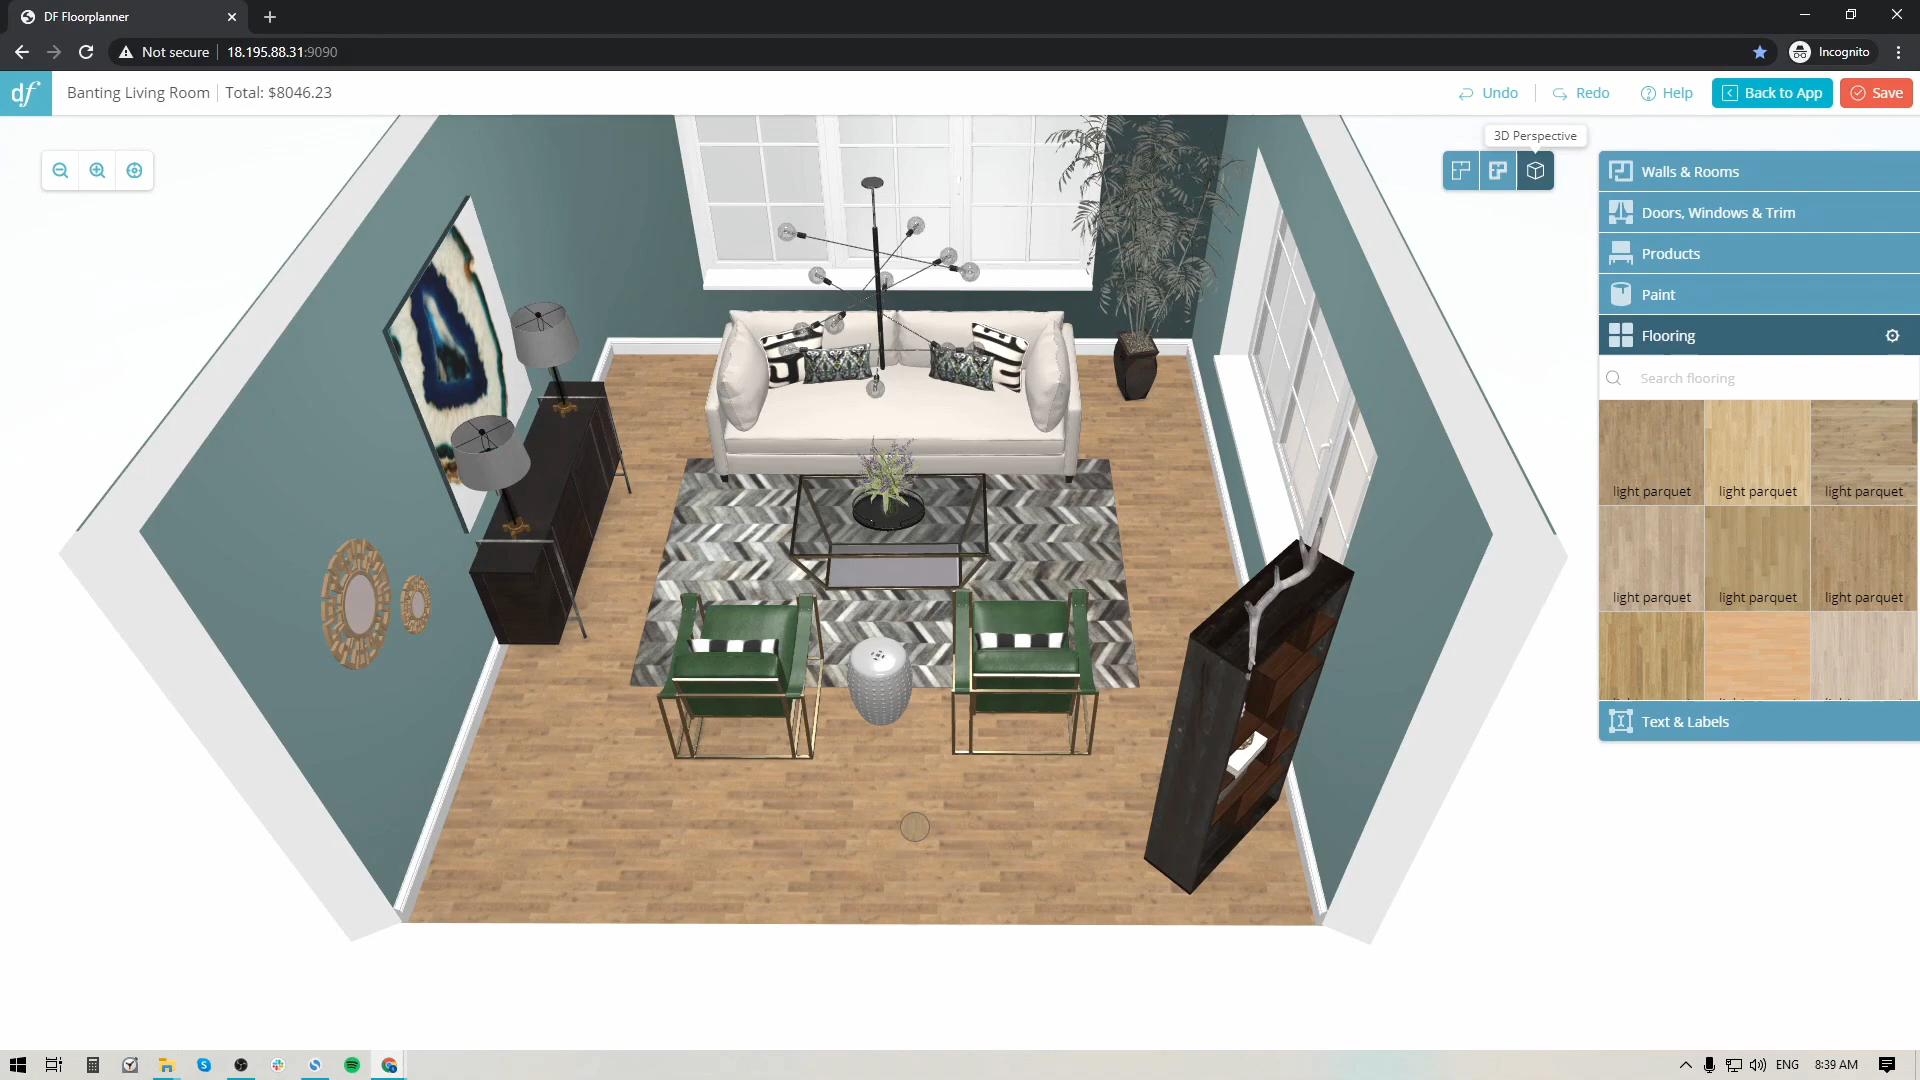 DF Floorplanner
Not secure
18.195.88.31:9090
Incognito
df
Banting Living Room
Total: $8046.23
Undo
Redo
Help
Back to App
Save
3D Perspective
Walls & Rooms
Doors, Windows & Trim
Products
Paint
Flooring
Search flooring
light parquet
light parquet
light parquet
light parquet
light parquet
light parquet
Text & Labels
ENG
8:39 AM